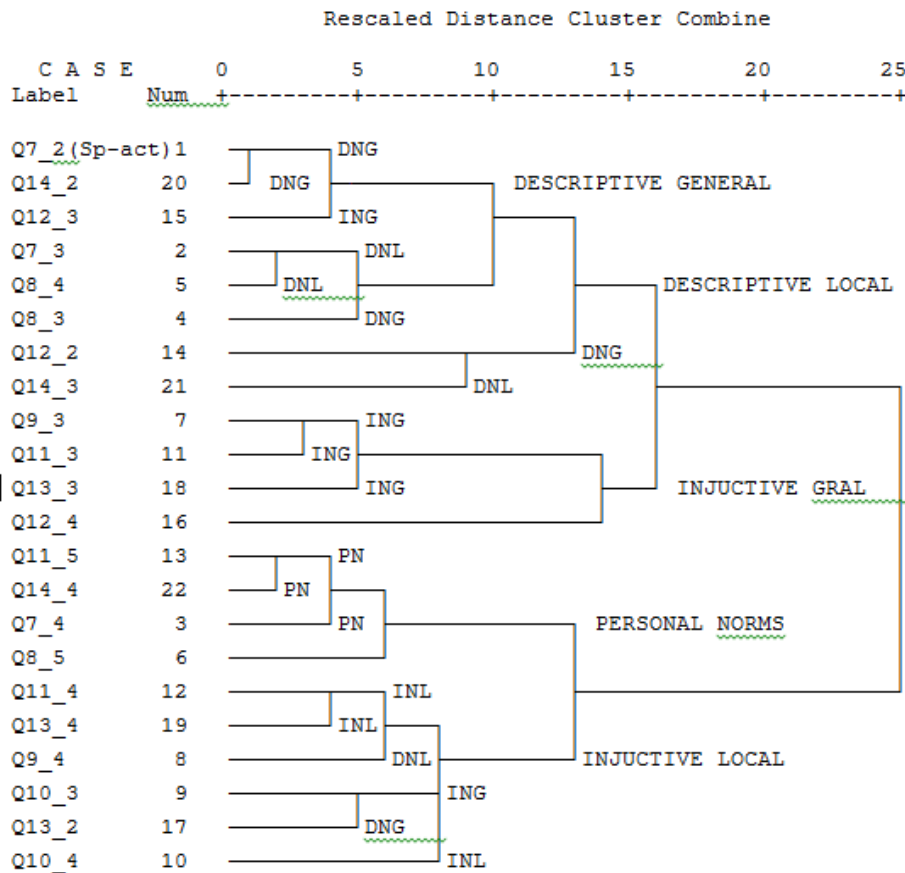 Rescaled Distance Cluster Combine
C A S E 0 5 10 15 20 25
Label Num +---------+---------+---------+---------+---------+
Q7_2(Sp-act) 1 DNG
Q14_2 20 DNG DESCRIPTIVE GENERAL
Q12_3 15 ING
Q7_3 2 DNL
Q8_4 5 DNL DESCRIPTIVE LOCAL
Q8_3 4 DNG
Q12_2 14 DNG
Q14_3 21 DNL
Q9_3 7 ING
Q11_3 11 ING
Q13_3 18 ING INJUCTIVE GRAL
Q12_4 16
Q11_5 13 PN
Q14_4 22 PN
Q7_4 3 PN PERSONAL NORMS
Q8_5 6
Q11_4 12 INL
Q13_4 19 INL
Q9_4 8 DNL INJUCTIVE LOCAL
Q10_3 9 ING
Q13_2 17 DNG
Q10_4 10 INL